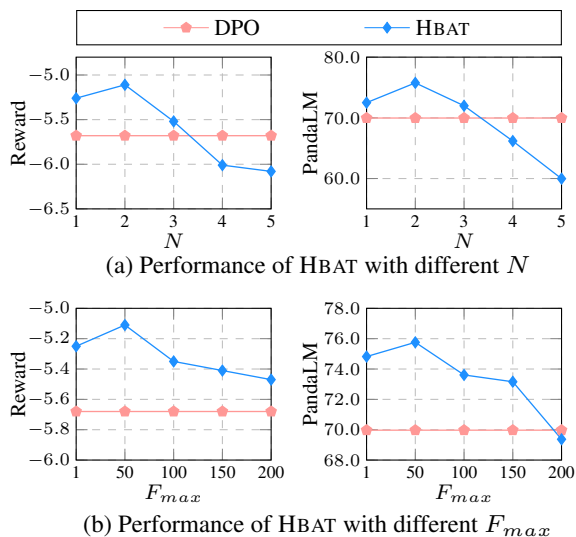 DPO HBAT
Reward
−5.0
−5.5
−6.0
−6.5
1 2 3 4 5
N
PandaLM
80.0
70.0
60.0
1 2 3 4 5
N
(a) Performance of HBAT with different N
Reward
−5.0
−5.2
−5.4
−5.6
−5.8
−6.0
1 50 100 150 200
F_max
PandaLM
78.0
76.0
74.0
72.0
70.0
68.0
1 50 100 150 200
F_max
(b) Performance of HBAT with different F_max